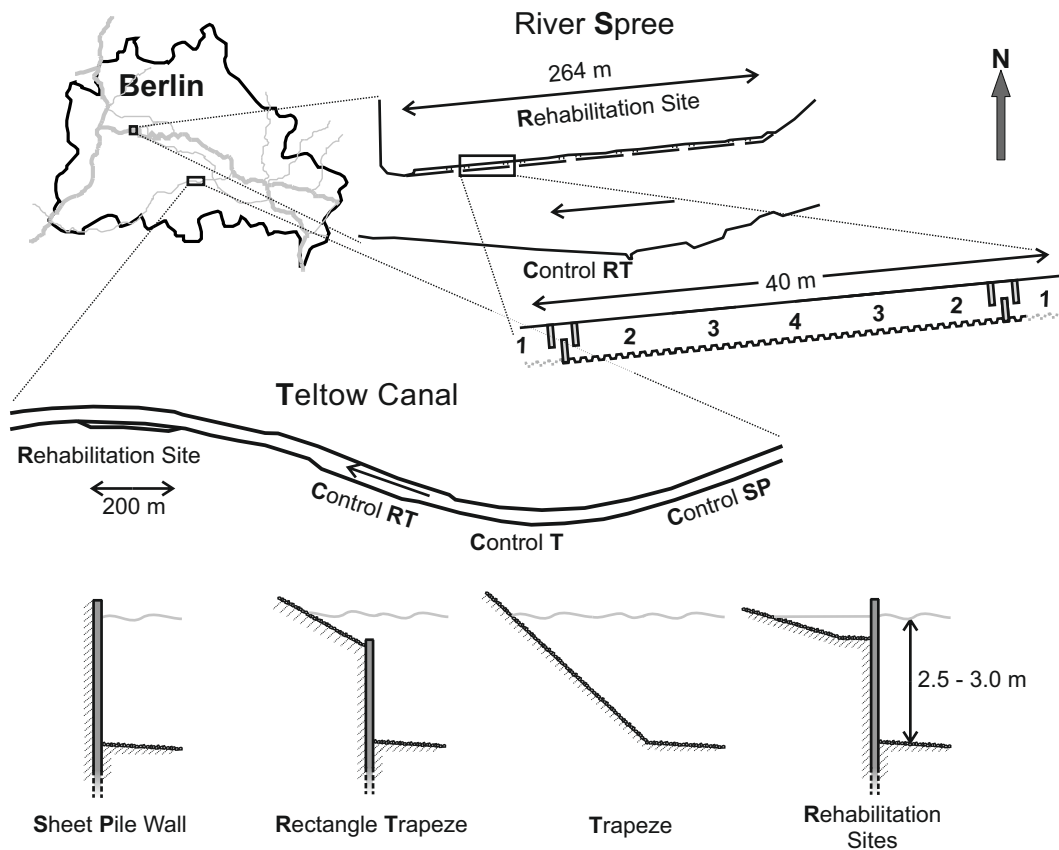 River Spree
Berlin
264 m
Rehabilitation Site
N
Control RT
40 m
1 2 3 4 3 2 1
Teltow Canal
Rehabilitation Site
200 m
Control RT
Control T
Control SP
2.5 - 3.0 m
Sheet Pile Wall
Rectangle Trapeze
Trapeze
Rehabilitation
Sites